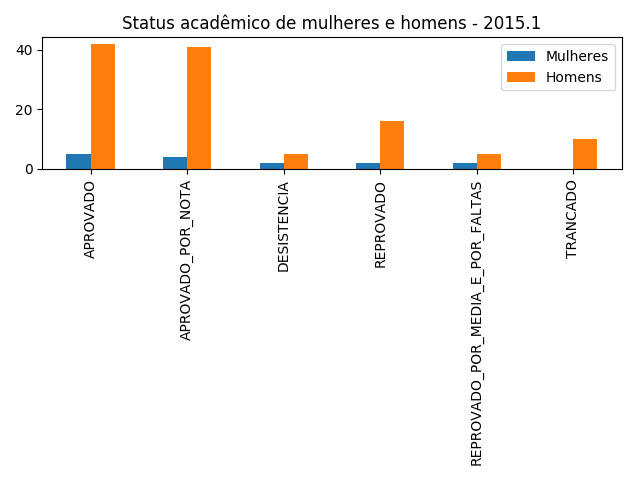 Status acadêmico de mulheres e homens - 2015.1
40
20
0
Mulheres
Homens
APROVADO
APROVADO_POR_NOTA
DESISTENCIA
REPROVADO
REPROVADO_POR_MEDIA_E_POR_FALTAS
TRANCADO